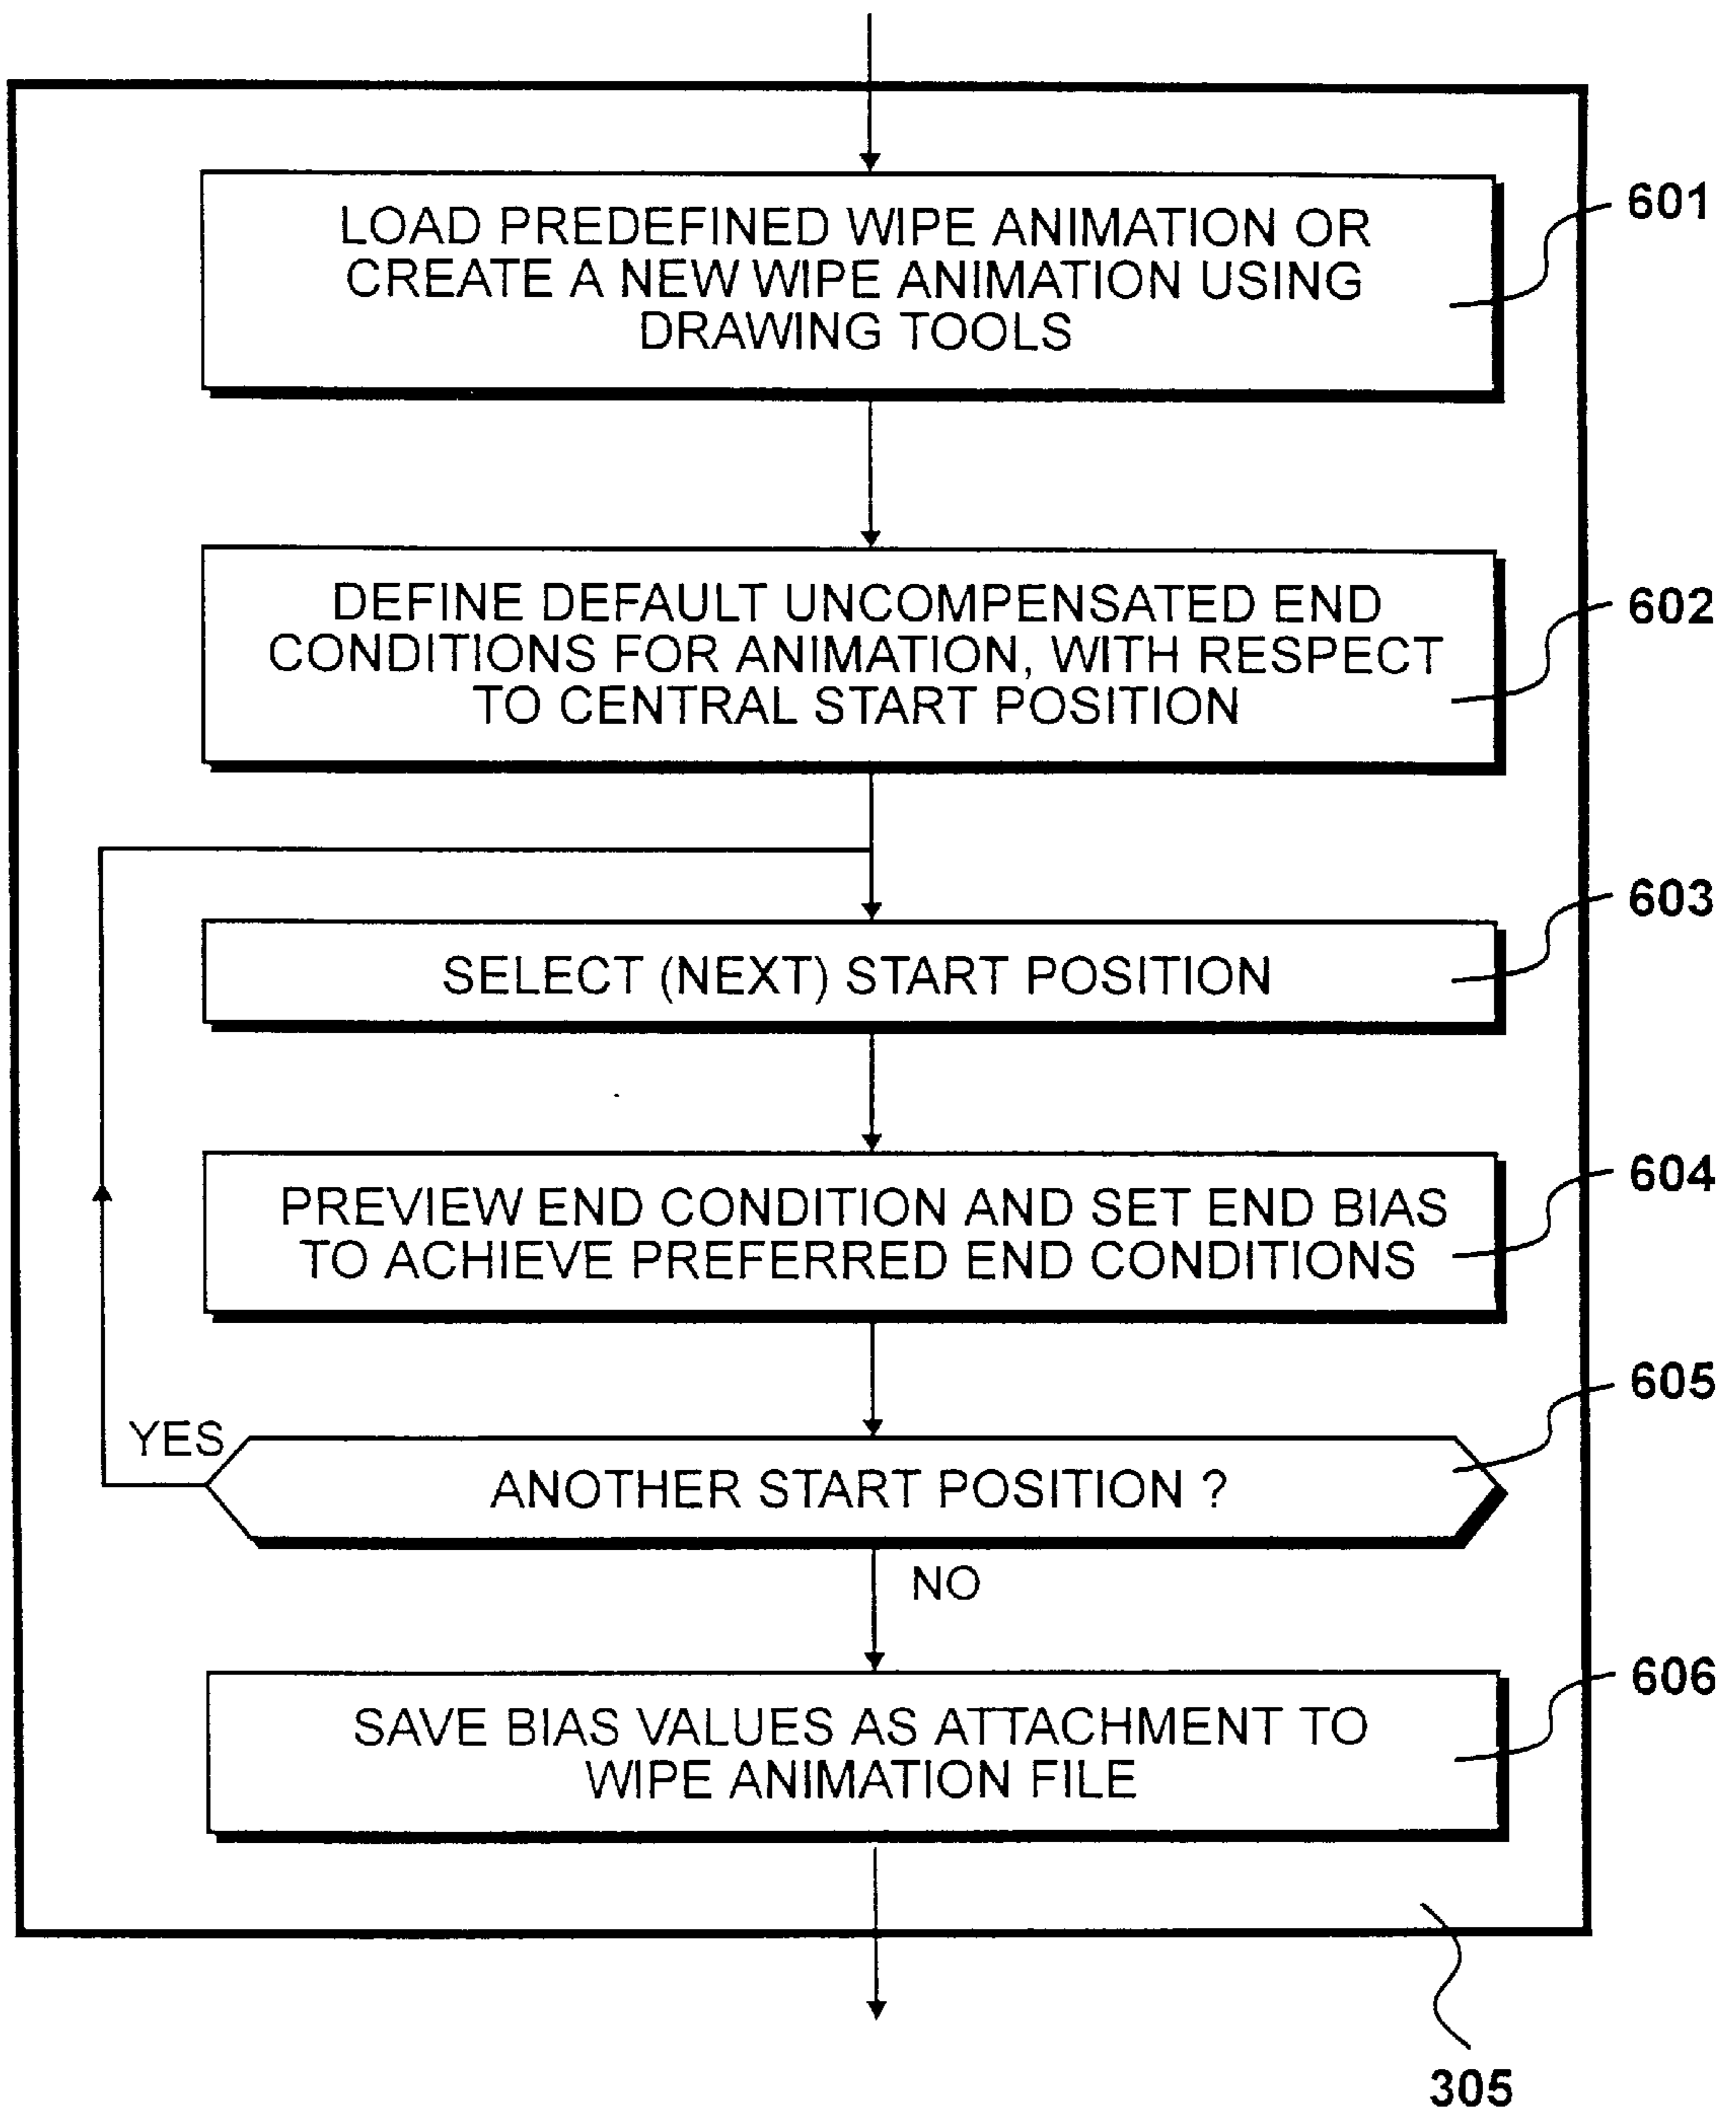 LOAD PREDEFINED WIPE ANIMATION OR
CREATE A NEW WIPE ANIMATION USING
DRAWING TOOLS
601
DEFINE DEFAULT UNCOMPENSATED END
CONDITIONS FOR ANIMATION, WITH RESPECT
TO CENTRAL START POSITION
602
SELECT (NEXT) START POSITION
603
PREVIEW END CONDITION AND SET END BIAS
TO ACHIEVE PREFERRED END CONDITIONS
604
YES
ANOTHER START POSITION ?
605
NO
SAVE BIAS VALUES AS ATTACHMENT TO
WIPE ANIMATION FILE
606
305